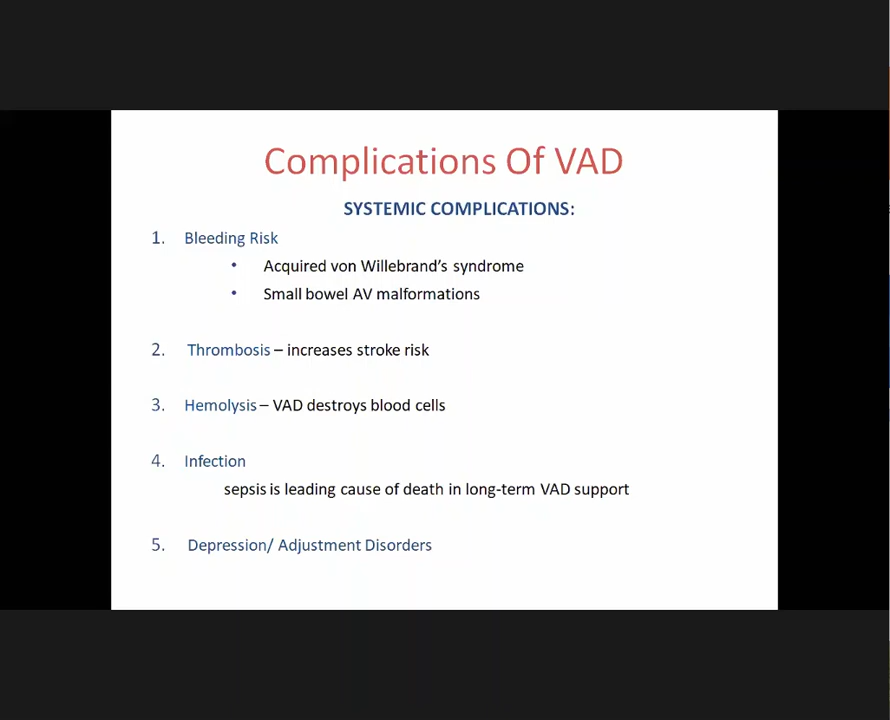 Complications Of VAD
SYSTEMIC COMPLICATIONS:
1. Bleeding Risk
• Acquired von Willebrand's syndrome
• Small bowel AV malformations
2. Thrombosis – increases stroke risk
3. Hemolysis – VAD destroys blood cells
4. Infection
sepsis is leading cause of death in long-term VAD support
5. Depression/ Adjustment Disorders